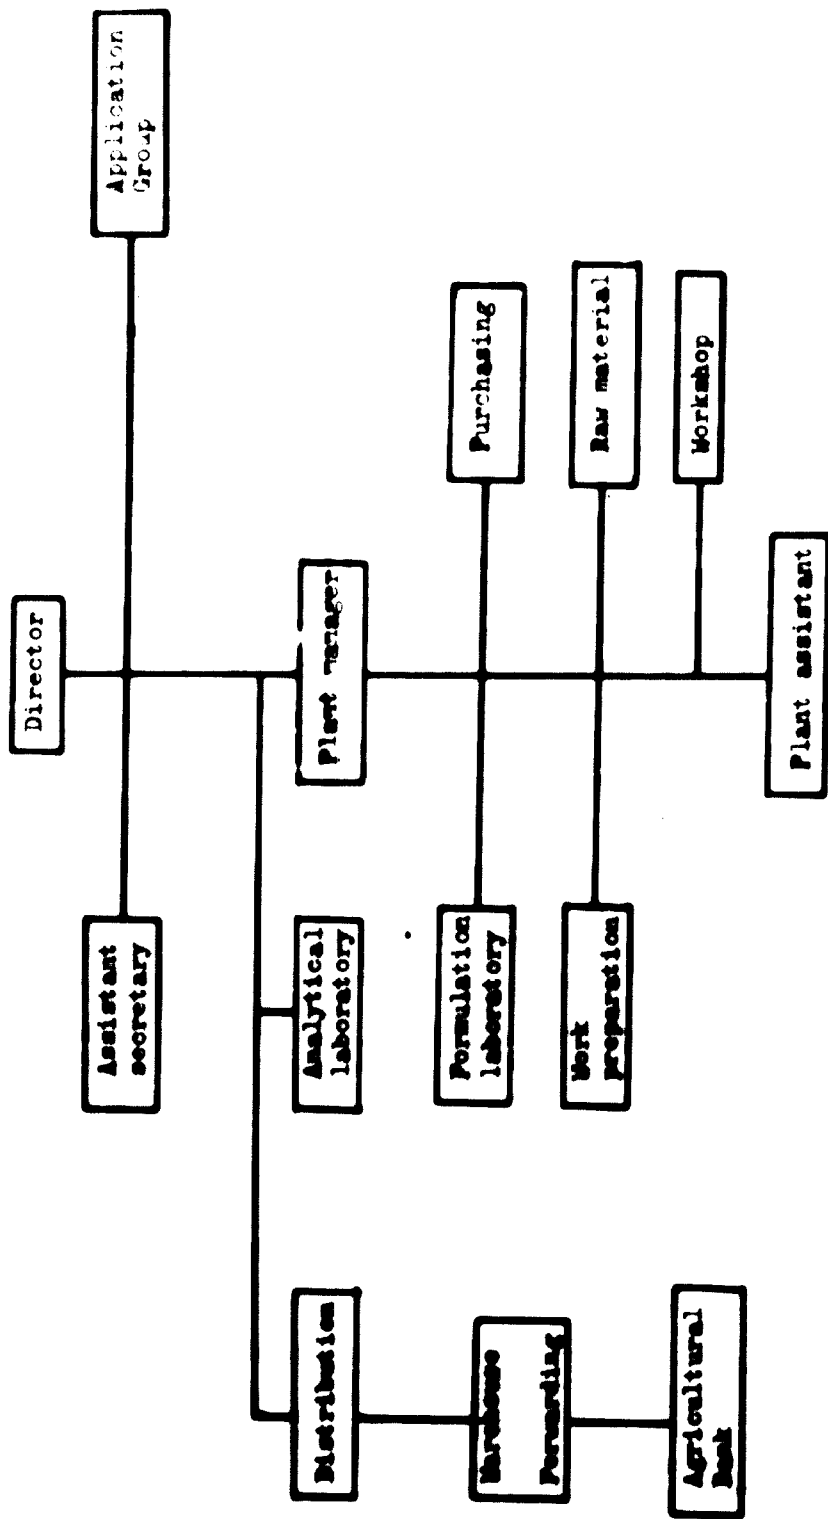 Director
Assistant
secretary
Application
Group
Distribution
Analytical
laboratory
Plant manager
Warehouse
Forwarding
Formulation
laboratory
Purchasing
Work
preparation
Raw material
Agricultural
Bank
Workshop
Plant assistant